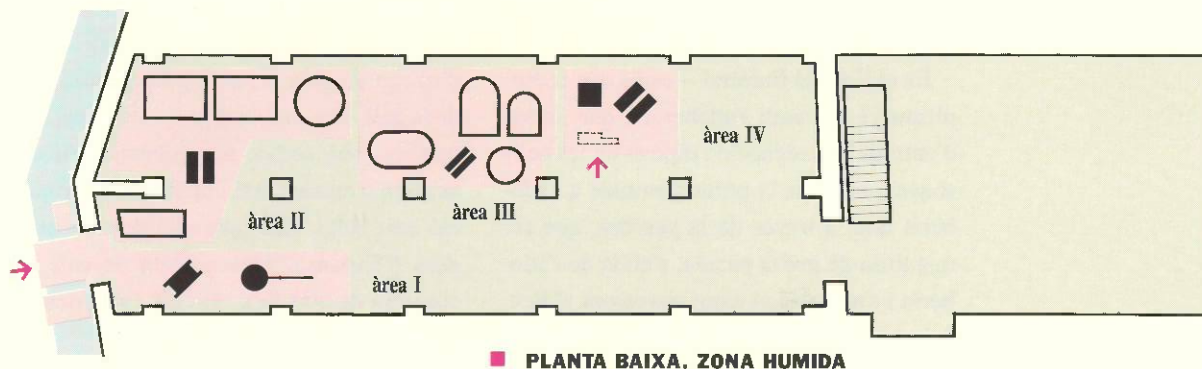 àrea IV
àrea III
àrea II
àrea I
PLANTA BAIXA. ZONA HUMIDA